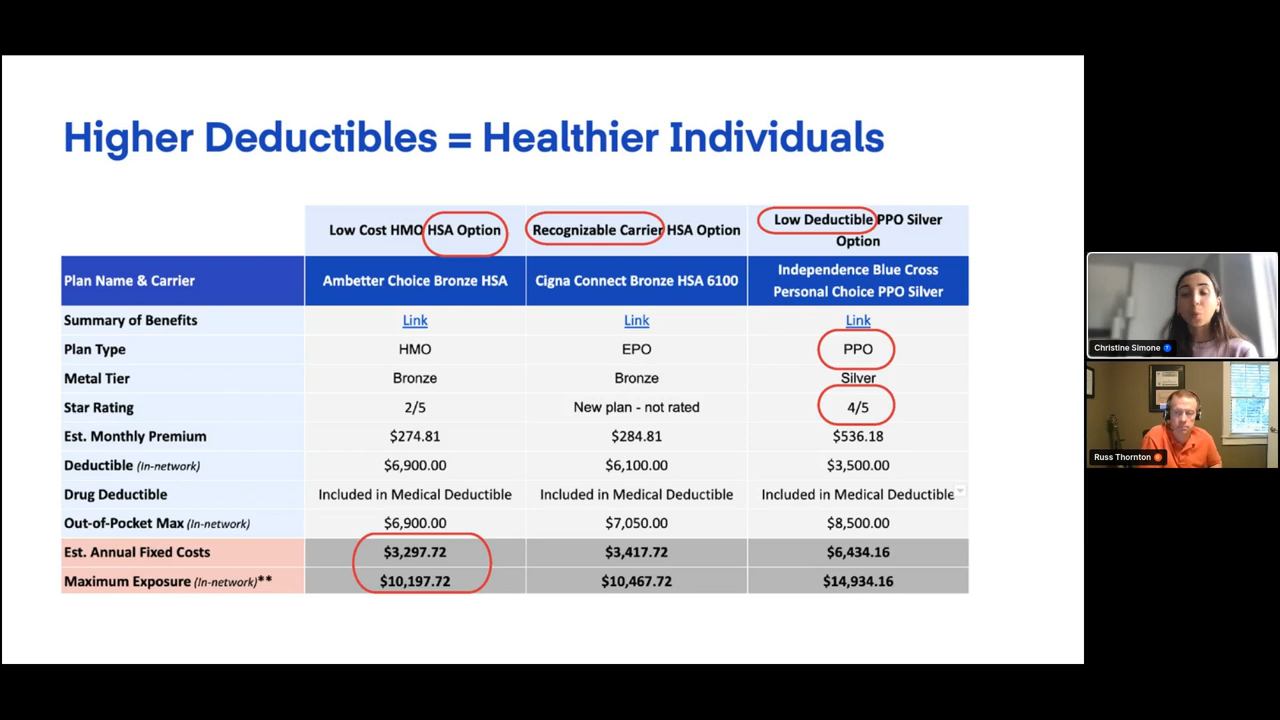 Higher Deductibles = Healthier Individuals
Low Cost HMO HSA Option
Recognizable Carrier HSA Option
Low Deductible PPO Silver
Option
Plan Name & Carrier
Ambetter Choice Bronze HSA
Cigna Connect Bronze HSA 6100
Independence Blue Cross
Personal Choice PPO Silver
Summary of Benefits Link Link Link
Plan Type HMO EPO PPO
Metal Tier Bronze Bronze Silver
Star Rating 2/5 New plan - not rated 4/5
Est. Monthly Premium $274.81 $284.81 $536.18
Deductible (In-network) $6,900.00 $6,100.00 $3,500.00
Drug Deductible Included in Medical Deductible Included in Medical Deductible Included in Medical Deductible
Out-of-Pocket Max (In-network) $6,900.00 $7,050.00 $8,500.00
Est. Annual Fixed Costs $3,297.72 $3,417.72 $6,434.16
Maximum Exposure (In-network)** $10,197.72 $10,467.72 $14,934.16
Christine Simone
Russ Thornton